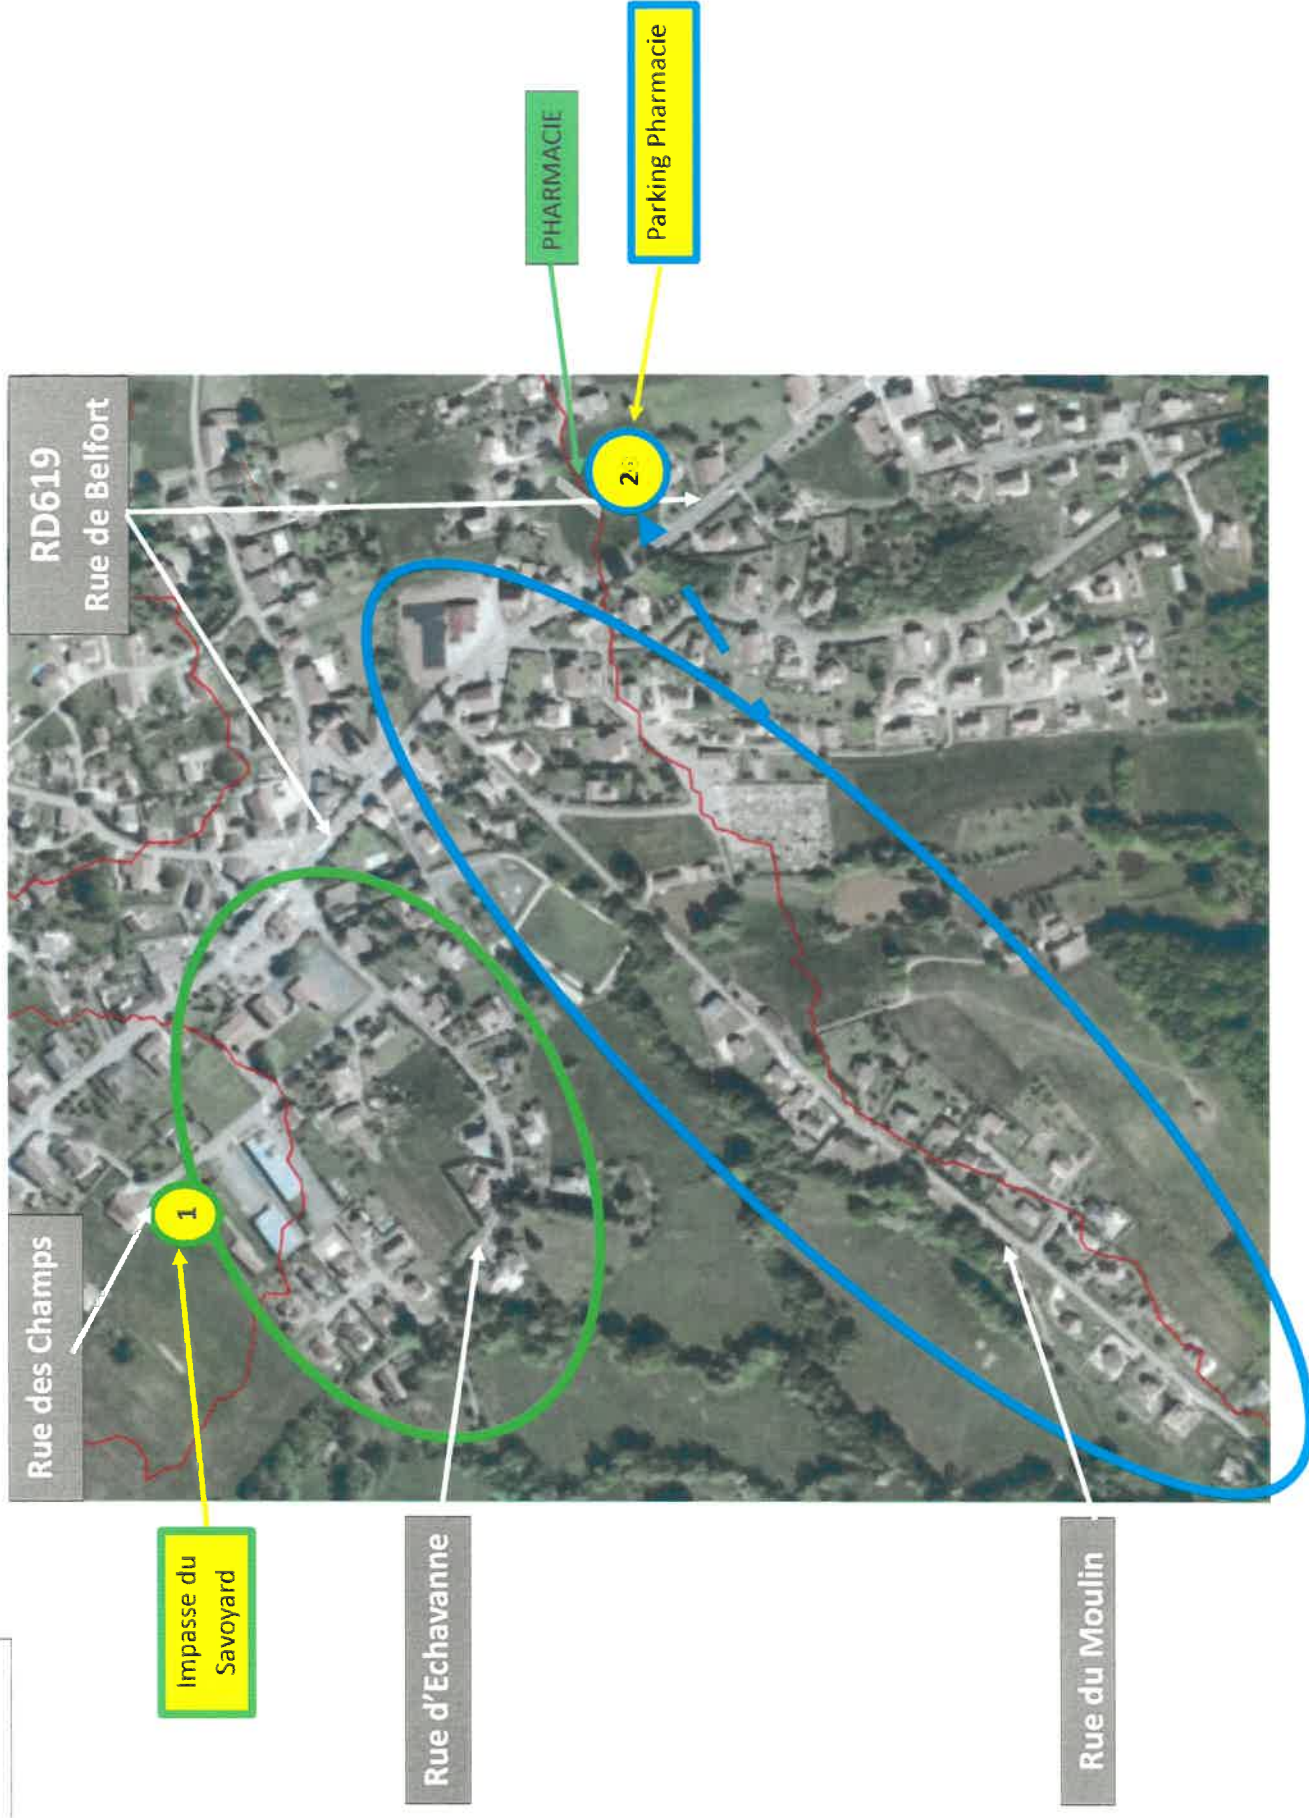 RD619
Rue de Belfort
PHARMACIE
Parking Pharmacie
2
Rue des Champs
1
Impasse du
Savoyard
Rue d'Echavanne
Rue du Moulin